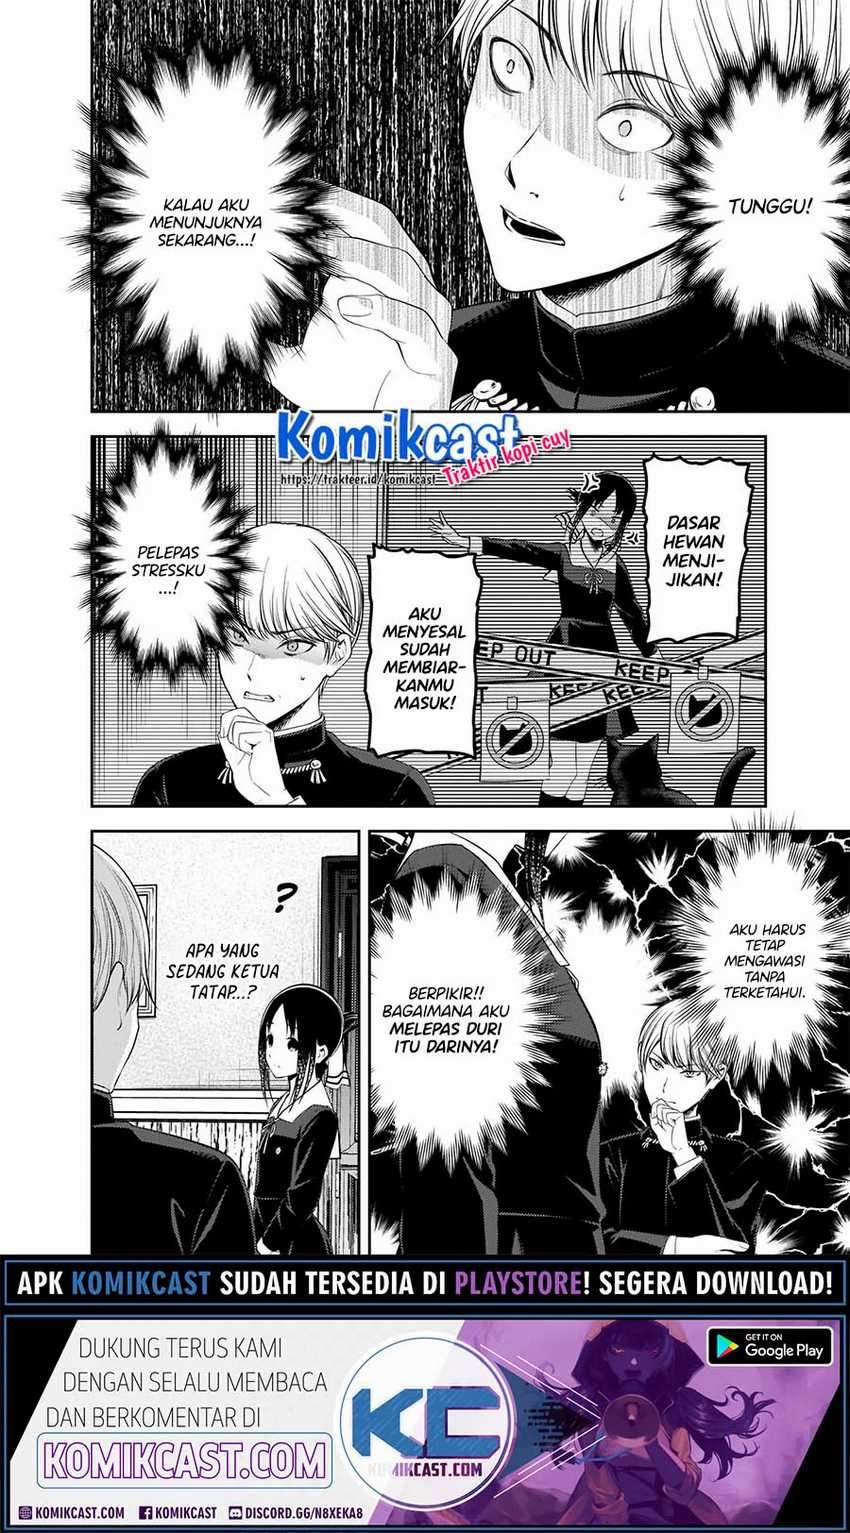 TUNGGU!
KALAU AKU
MENUNJUKNYA
SEKARANG...!
Komikcast
Traktir kopi cuy
https://trakteer.id/komikcast
DASAR
HEWAN
MENJI-
JIKAN!
AKU
MENYESAL
SUDAH
MEMBIAR-
KANMU
MASUK!
PELEPAS
STRESSKU
...!
KEEP OUT
KEEP
KEEP
KEEP
AKU HARUS
TETAP
MENGAWASI
TANPA
TERKETAHUI.
BERPIKIR!!
BAGAIMANA AKU
MELEPAS DURI
ITU DARINYA!
?
APA YANG
SEDANG KETUA
TATAP...?
APK KOMIKCAST SUDAH TERSEDIA DI PLAYSTORE! SEGERA DOWNLOAD!
DUKUNG TERUS KAMI
DENGAN SELALU MEMBACA
DAN BERKOMENTAR DI
KOMIKCAST.COM
KC
KOMIKCAST.COM
GET IT ON
Google Play
KOMIKCAST.COM
KOMIKCAST
DISCORD.GG/N8XEKA8